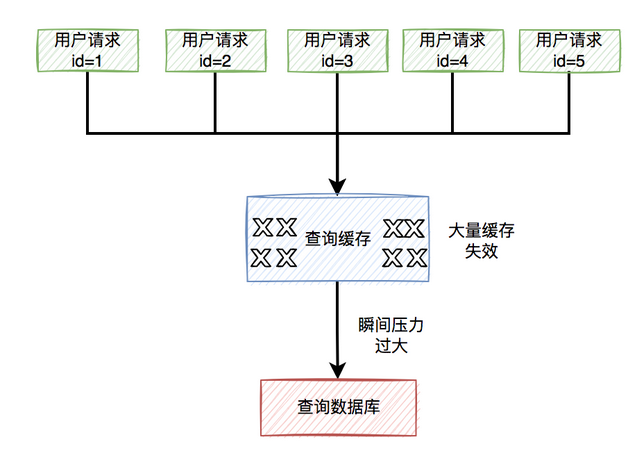 用户请求
id=1
用户请求
id=2
用户请求
id=3
用户请求
id=4
用户请求
id=5
查询缓存
大量缓存
失效
瞬间压力
过大
查询数据库